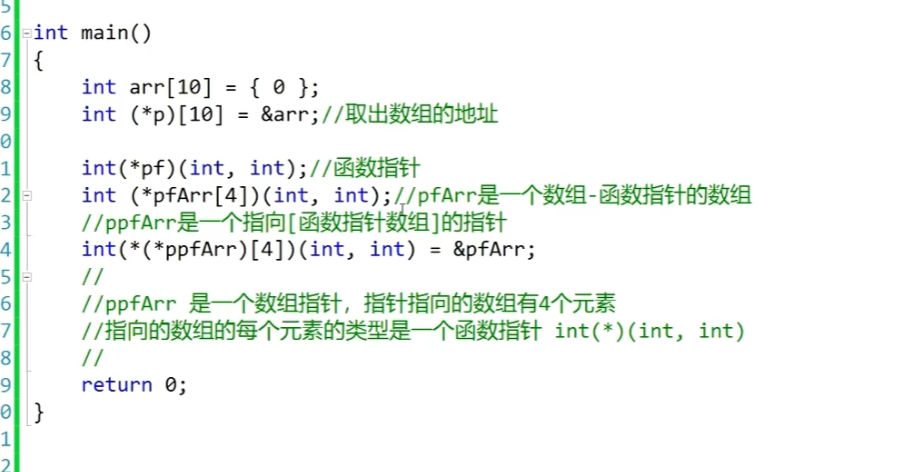 5
6 int main()
7 {
8 int arr[10] = { 0 };
9 int (*p)[10] = &arr;//取出数组的地址
0
1 int(*pf)(int, int);//函数指针
2 int (*pfArr[4])(int, int);//pfArr是一个数组-函数指针的数组
3 //ppfArr是一个指向[函数指针数组]的指针
4 int(*(*ppfArr)[4])(int, int) = &pfArr;
5 //
6 //ppfArr 是一个数组指针，指针指向的数组有4个元素
7 //指向的数组的每个元素的类型是一个函数指针 int(*)(int, int)
8 //
9 return 0;
0 }
1
2